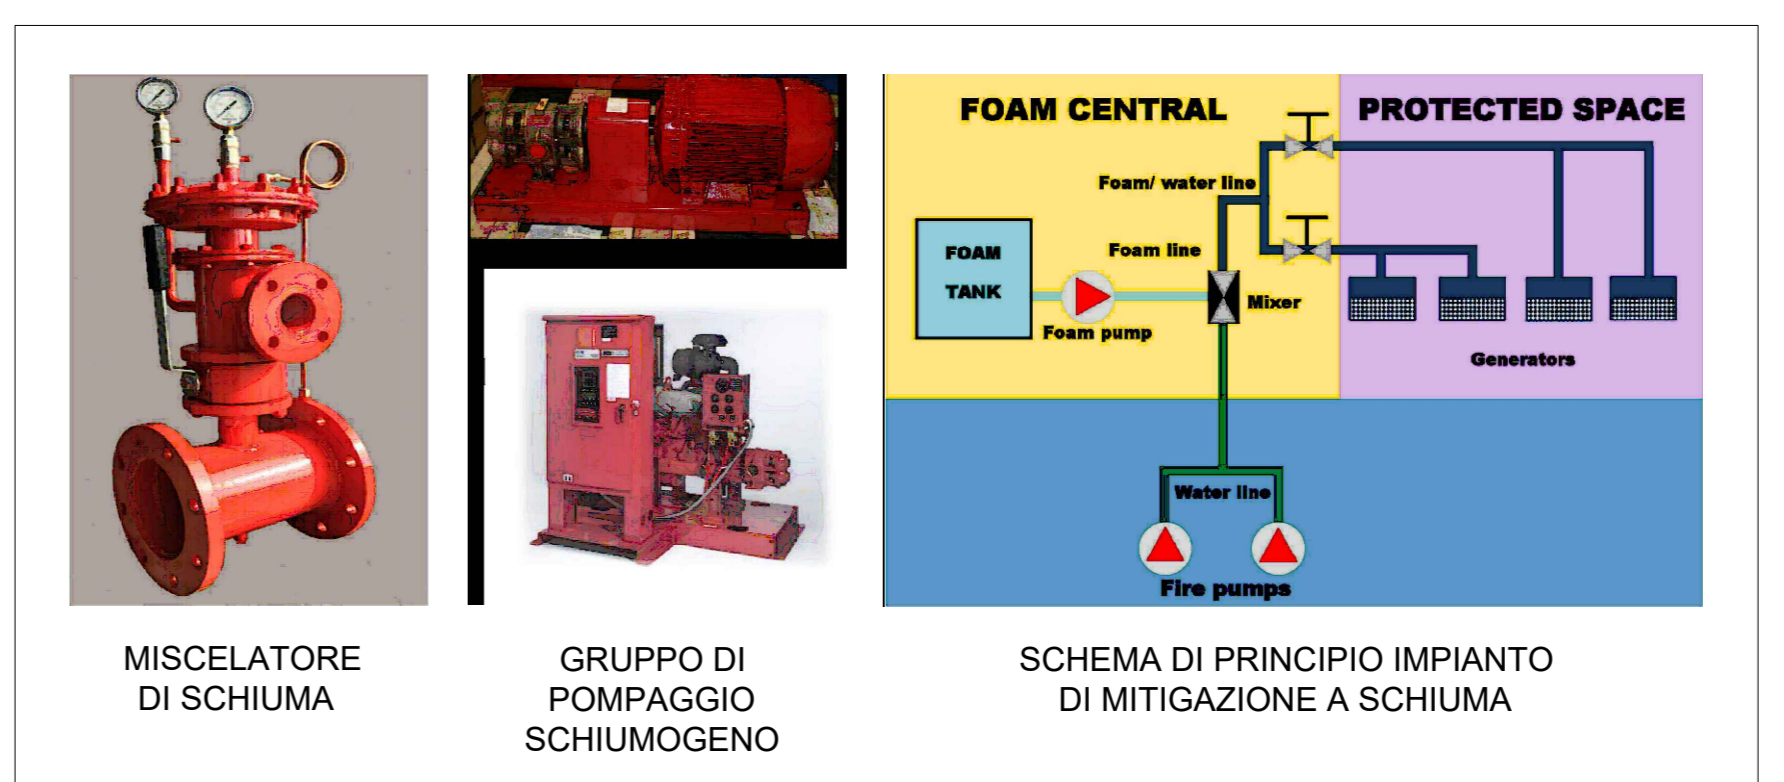 FOAM CENTRAL
PROTECTED SPACE
Foam/ water line
Foam line
FOAM
TANK
Mixer
Foam pump
Generators
Water line
Fire pumps
MISCELATORE
DI SCHIUMA
GRUPPO DI
POMPAGGIO
SCHIUMOGENO
SCHEMA DI PRINCIPIO IMPIANTO
DI MITIGAZIONE A SCHIUMA